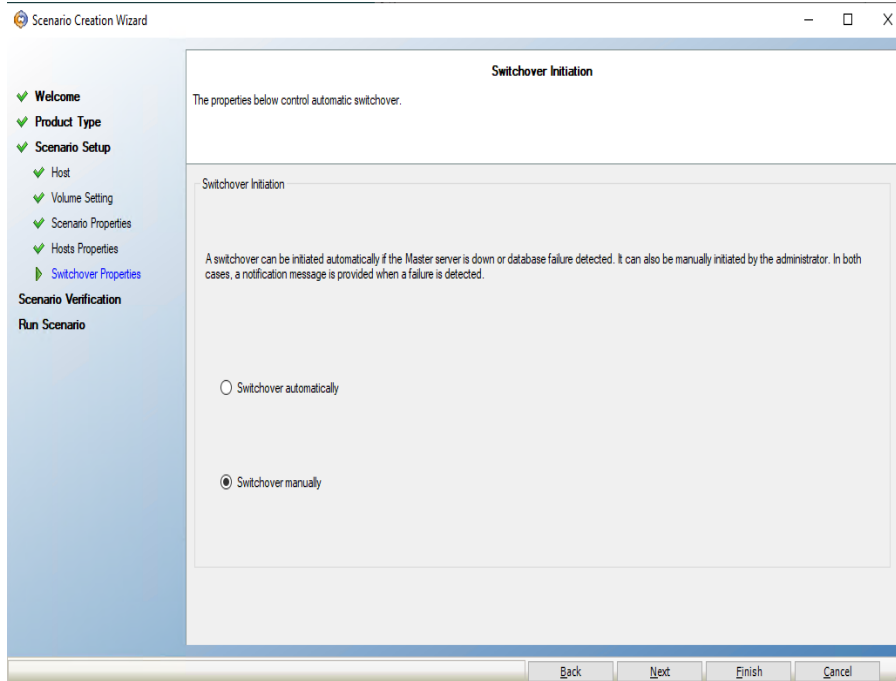 Scenario Creation Wizard
Welcome
Product Type
Scenario Setup
Host
Volume Setting
Scenario Properties
Hosts Properties
Switchover Properties
Scenario Verification
Run Scenario
Switchover Initiation
The properties below control automatic switchover.
Switchover Initiation
A switchover can be initiated automatically if the Master server is down or database failure detected. It can also be manually initiated by the administrator. In both
cases, a notification message is provided when a failure is detected.
Switchover automatically
Switchover manually
Back Next Finish Cancel